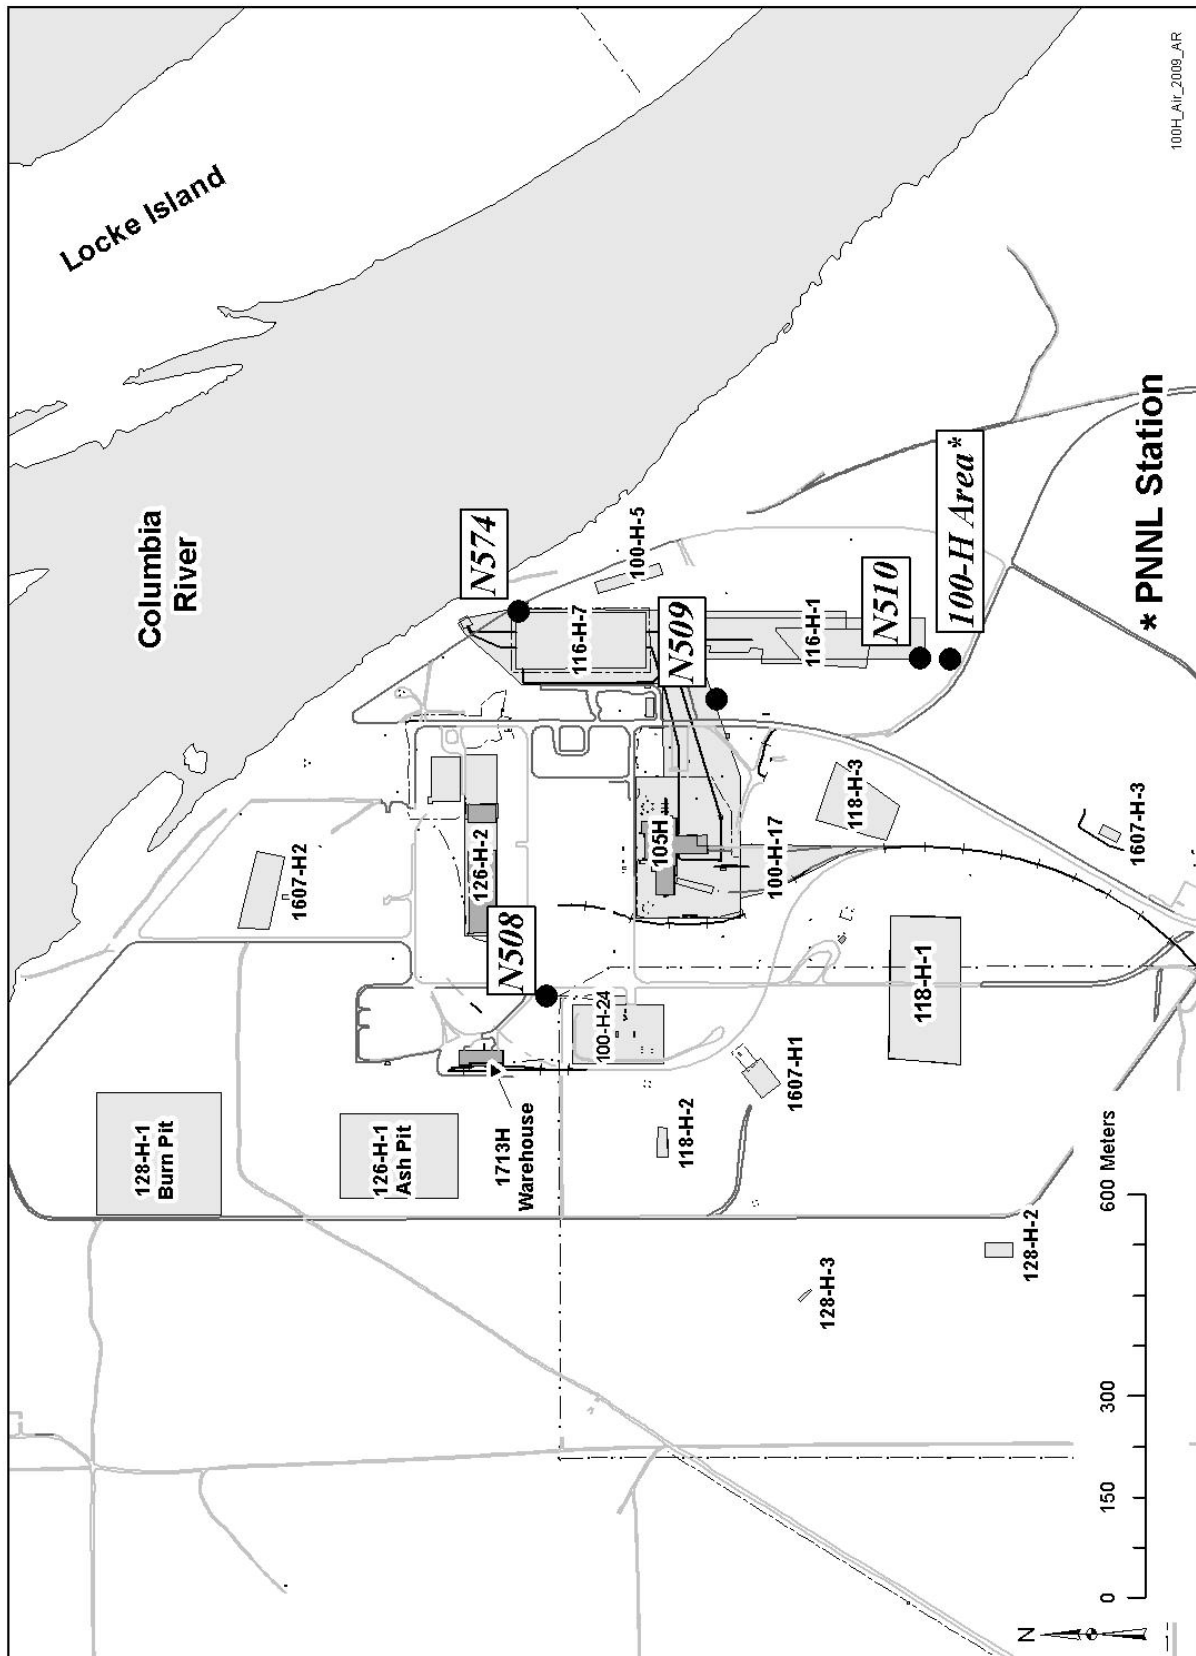 Locke Island
Columbia
River
128-H-1
Burn Pit
1607-H2
126-H-1
Ash Pit
126-H-2
N574
1713H
Warehouse
N508
116-H-7
100-H-5
100-H-24
N509
118-H-2
105H
1607-H1
100-H-17
116-H-1
118-H-3
N510
128-H-3
118-H-1
100-H Area*
128-H-2
1607-H-3
* PNNL Station
N
0
150
300
600 Meters
100H_Air_2009_AR